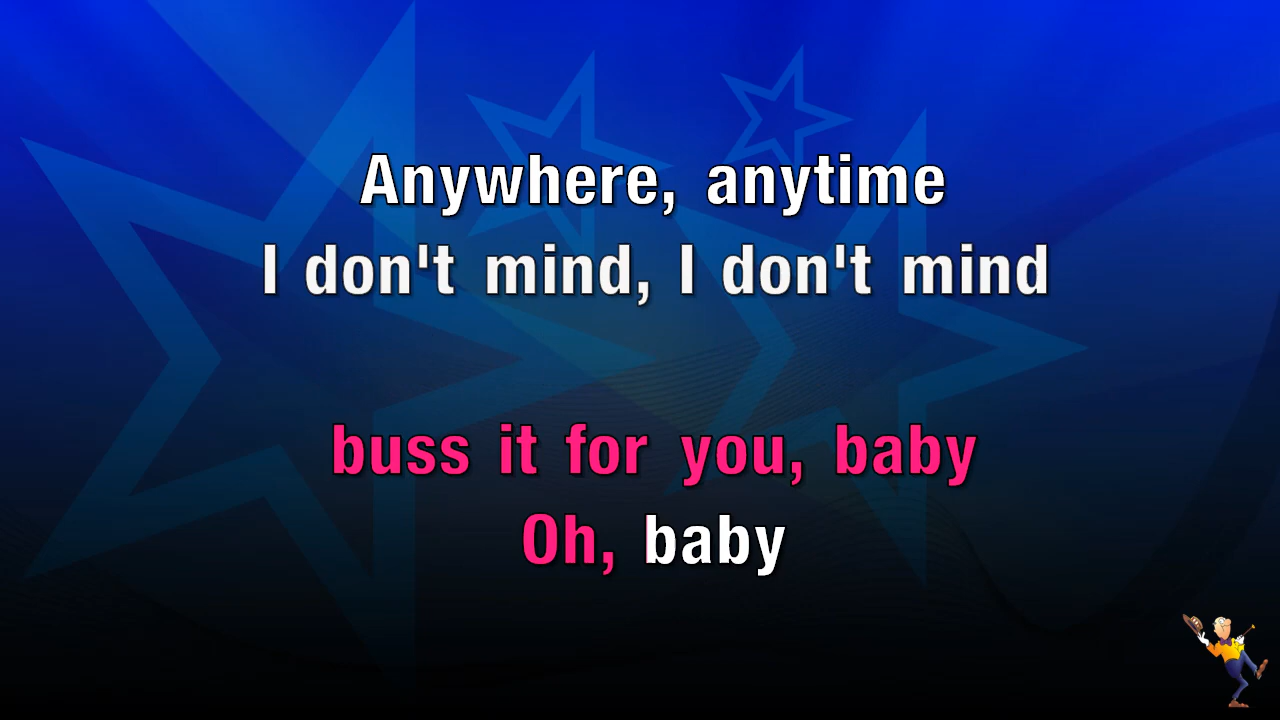 Anywhere, anytime
I don't mind, I don't mind
buss it for you, baby
Oh, baby